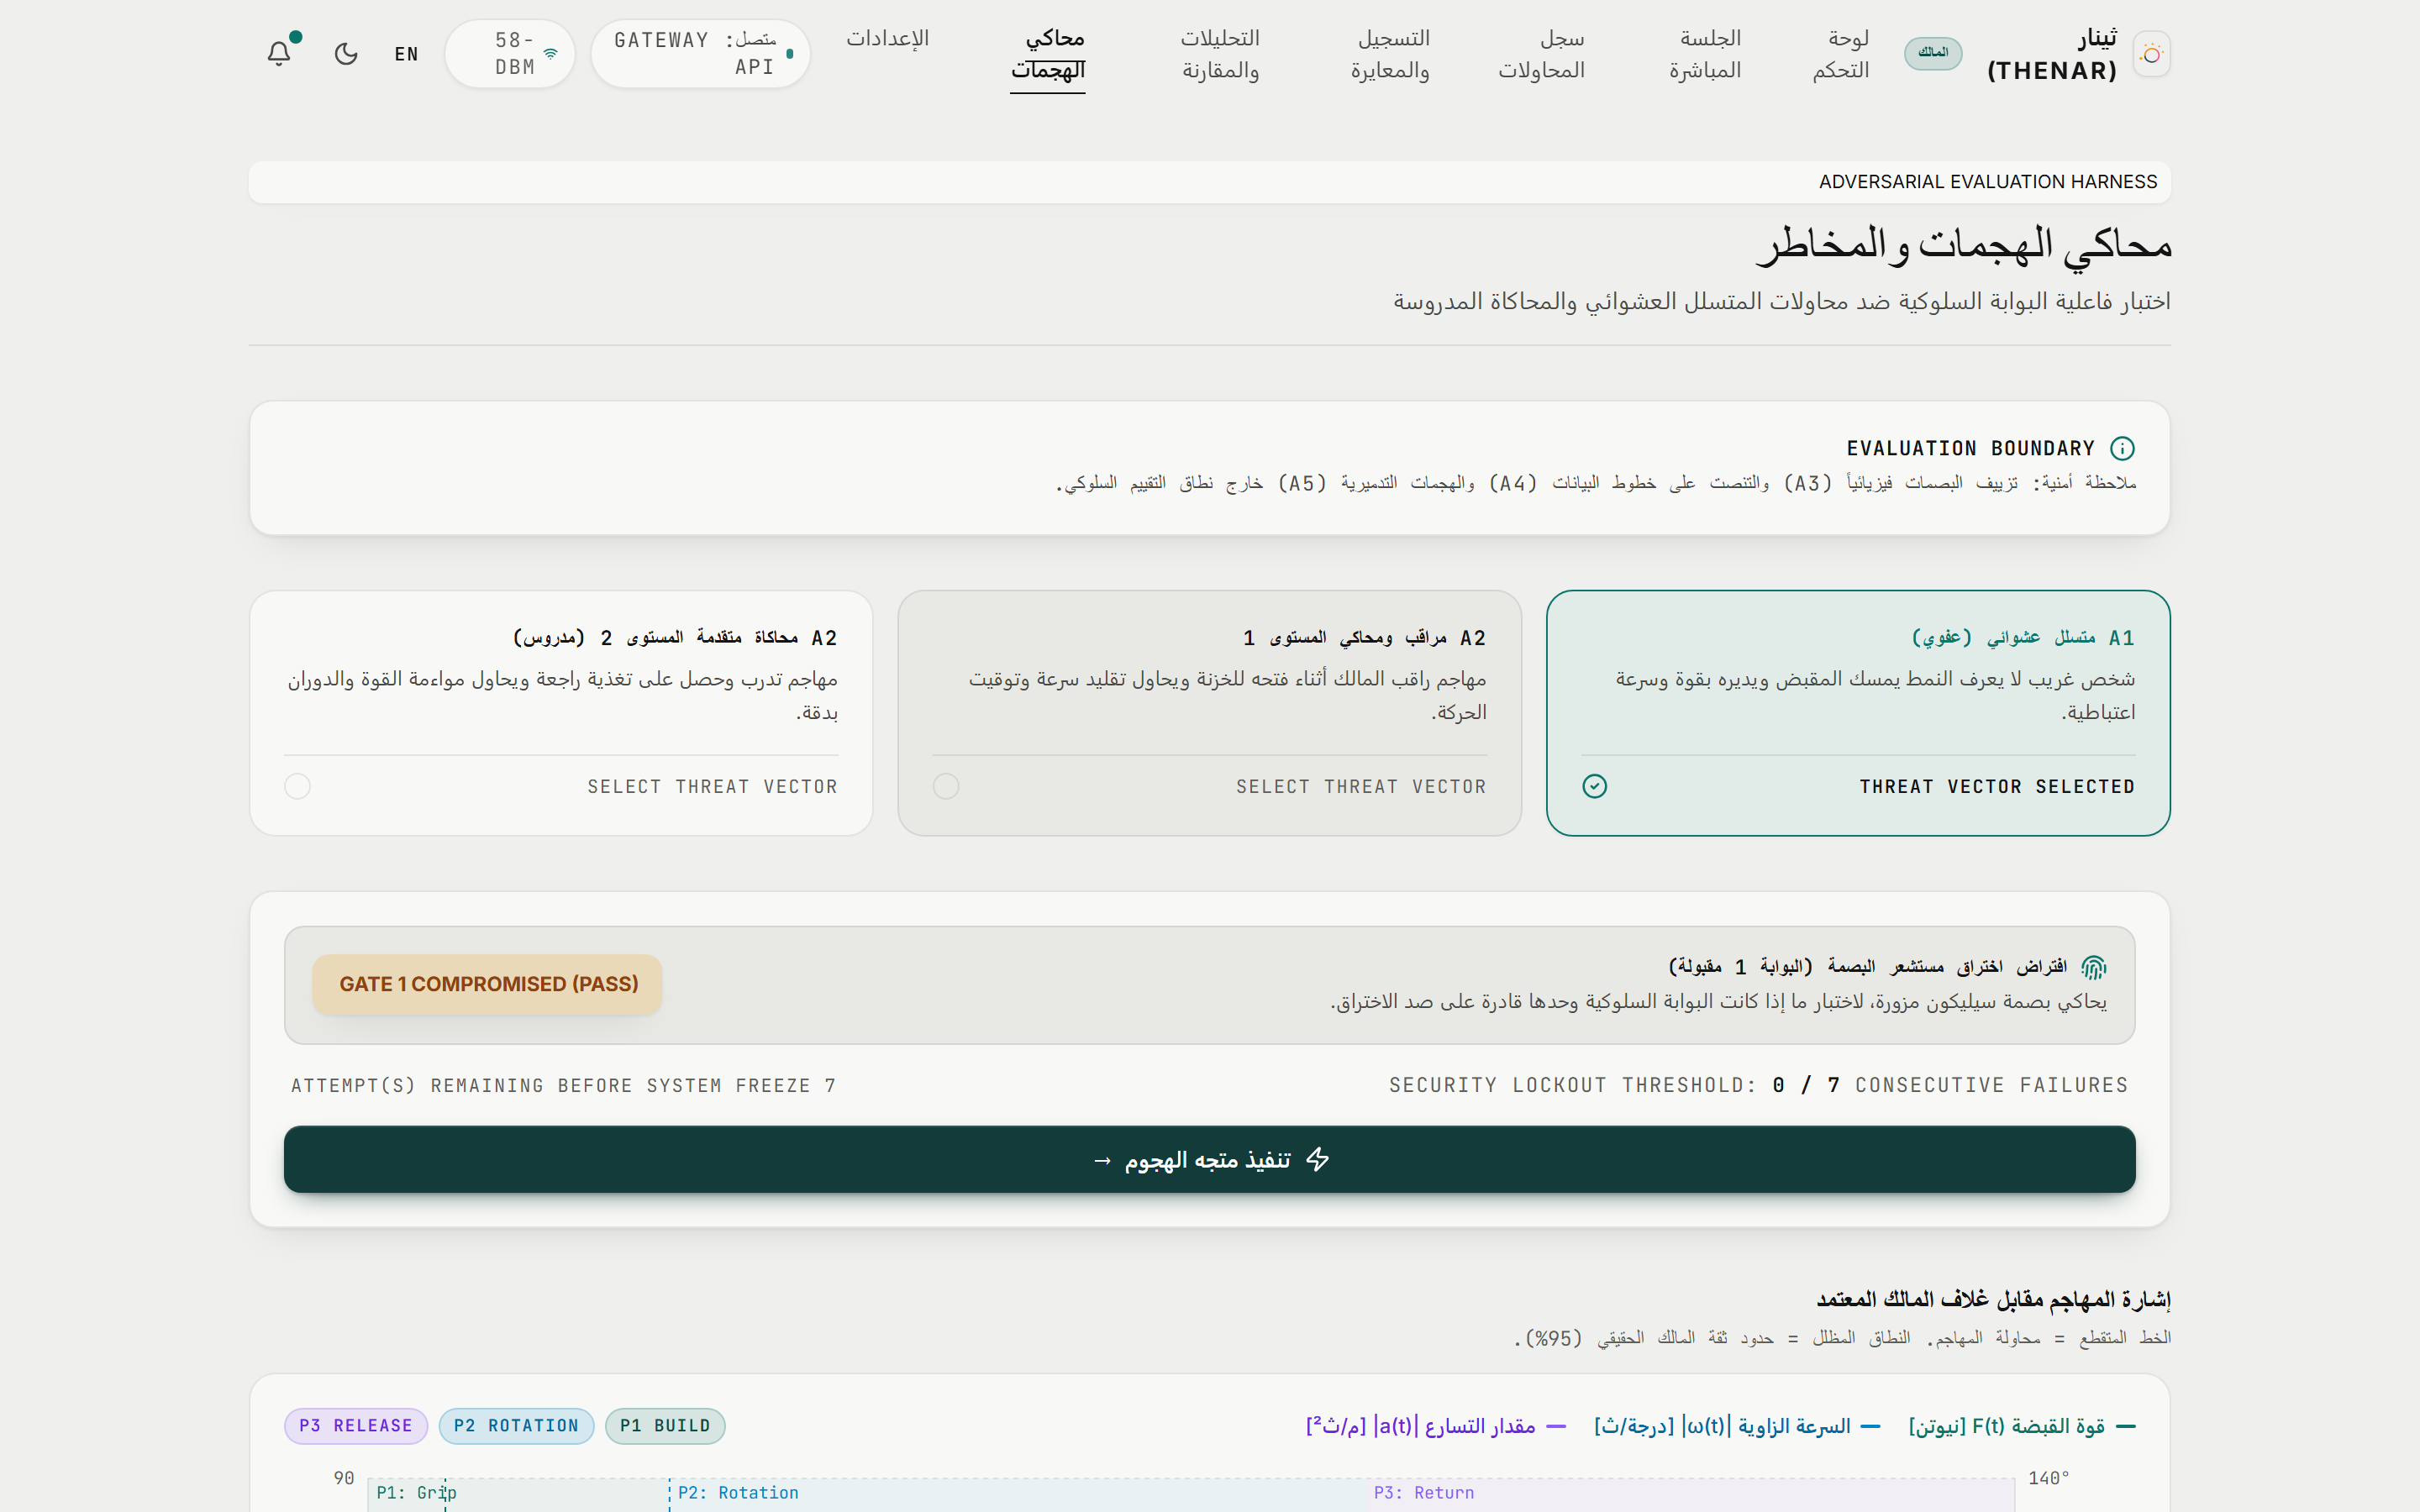 ثينار
(THENAR)
المالك
لوحة
التحكم
الجلسة
المباشرة
سجل
المحاولات
التسجيل
والمعايرة
التحليلات
والمقارنة
محاكي
الهجمات
الإعدادات
متصل: GATEWAY
API
58-
DBM
EN
ADVERSARIAL EVALUATION HARNESS
محاكي الهجمات والمخاطر
اختبار فاعلية البوابة السلوكية ضد محاولات المتسلل العشوائي والمحاكاة المدروسة
EVALUATION BOUNDARY
ملاحظة أمنية: تزييف البصمات فيزيائياً (A3) والتنصت على خطوط البيانات (A4) والهجمات التدميرية (A5) خارج نطاق التقييم السلوكي.
A1 متسلل عشوائي (عفوي)
شخص غريب لا يعرف النمط يمسك المقبض ويديره بقوة وسرعة
اعتباطية.
THREAT VECTOR SELECTED
A2 مراقب ومحاكي المستوى 1
مهاجم راقب المالك أثناء فتحه للخزنة ويحاول تقليد سرعة وتوقيت
الحركة.
SELECT THREAT VECTOR
A2 محاكاة متقدمة المستوى 2 (مدروس)
مهاجم تدرب وحصل على تغذية راجعة ويحاول مواءمة القوة والدوران
بدقة.
SELECT THREAT VECTOR
افتراض اختراق مستشعر البصمة (البوابة 1 مقبولة)
يحاكي بصمة سيليكون مزورة، لاختبار ما إذا كانت البوابة السلوكية وحدها قادرة على صد الاختراق.
GATE 1 COMPROMISED (PASS)
SECURITY LOCKOUT THRESHOLD: 0 / 7 CONSECUTIVE FAILURES
ATTEMPT(S) REMAINING BEFORE SYSTEM FREEZE 7
تنفيذ متجه الهجوم →
إشارة المهاجم مقابل غلاف المالك المعتمد
الخط المتقطع = محاولة المهاجم. النطاق المظلل = حدود ثقة المالك الحقيقي (95%).
قوة القبضة F(t) [نيوتن]
السرعة الزاوية |ω(t)| [درجة/ث]
مقدار التسارع |a(t)| [م/ث²]
P1 BUILD
P2 ROTATION
P3 RELEASE
90
P1: Grip
P2: Rotation
P3: Return
140°